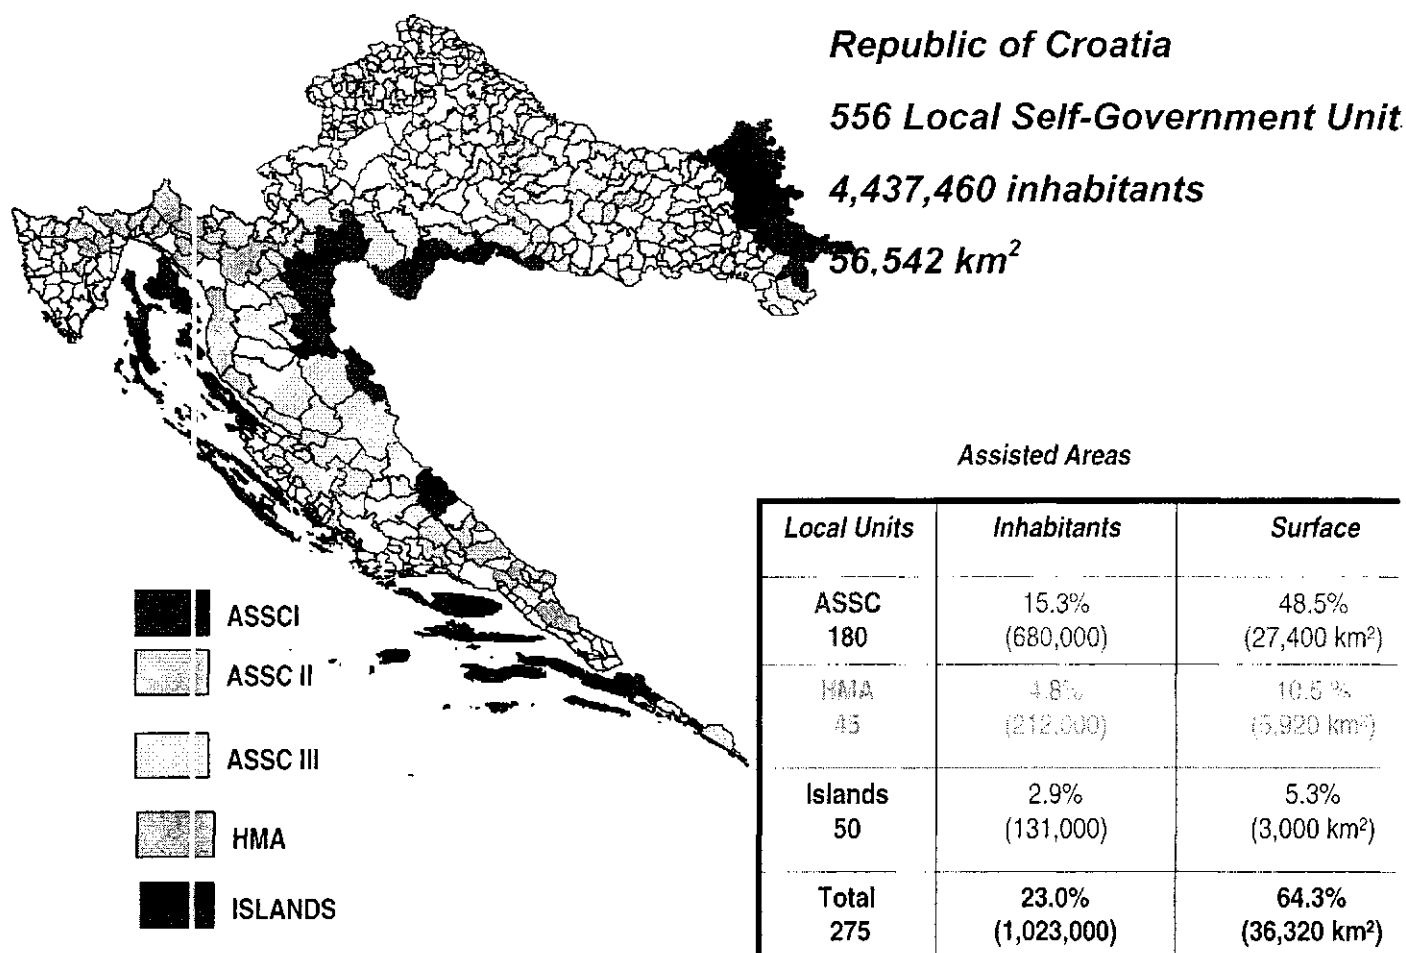 Republic of Croatia
556 Local Self-Government Unit
4,437,460 inhabitants
56,542 km²
Assisted Areas
Local Units Inhabitants Surface
ASSC 15.3% 48.5%
180 (680,000) (27,400 km²)
HMA 4.8% 10.5 %
45 (212,000) (5,920 km²)
Islands 2.9% 5.3%
50 (131,000) (3,000 km²)
Total 23.0% 64.3%
275 (1,023,000) (36,320 km²)
ASSCI
ASSC II
ASSC III
HMA
ISLANDS